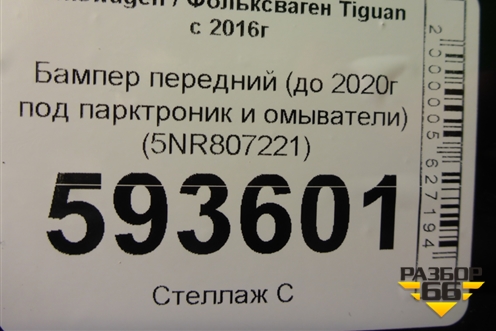 Фольксваген Tiguan
с 2016г
Бампер передний (до 2020г
под парктроник и омыватели)
(5NR807221)
593601
Стеллаж С
2000005627194
РАЗБОР
66